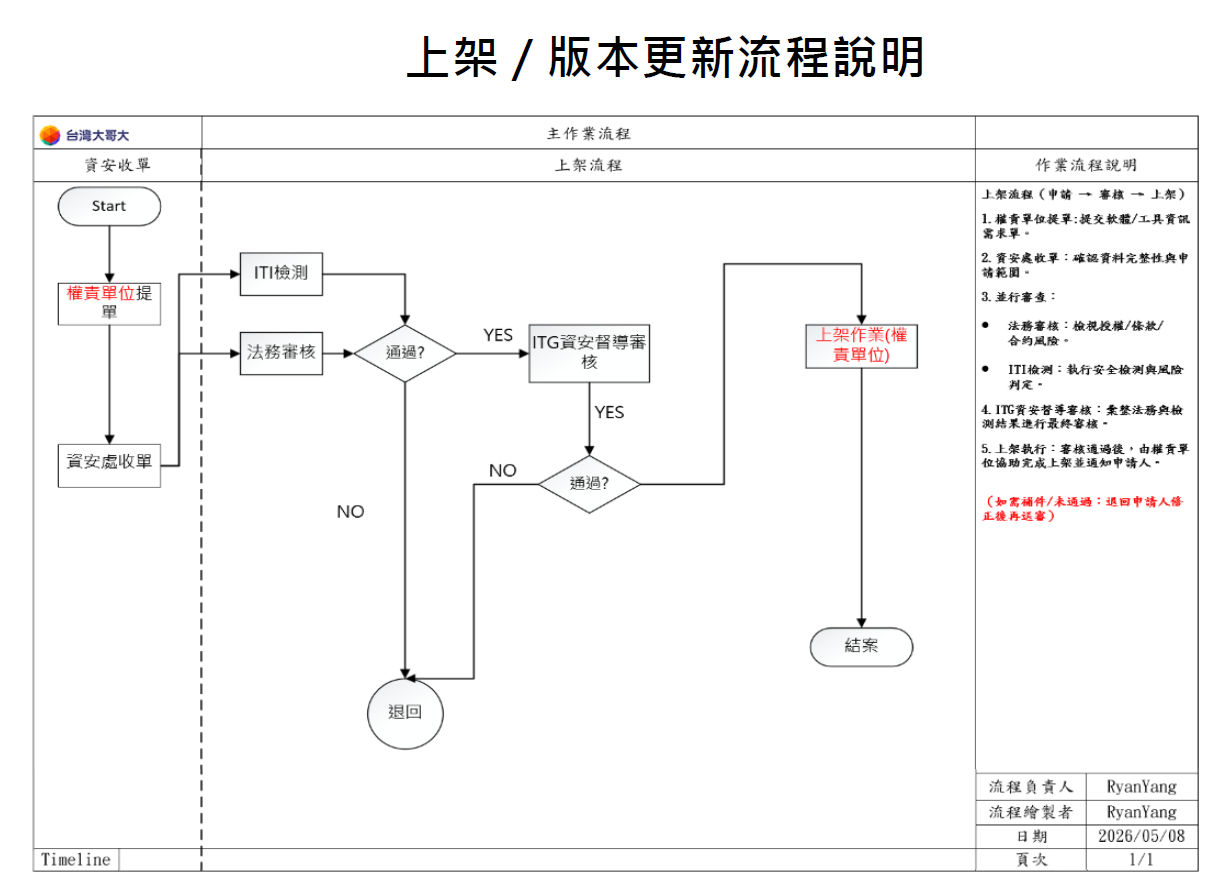 上架 / 版本更新流程說明
台灣大哥大
主作業流程
資安收單
上架流程
作業流程說明
Start
權責單位提
單
資安處收單
ITI檢測
法務審核
通過?
YES
ITG資安督導審
核
YES
通過?
NO
NO
退回
上架作業(權
責單位)
結案
上架流程（申請 → 審核 → 上架）
1.權責單位提單:提交軟體/工具資訊
需求單。
2.資安處收單：確認資料完整性與申
請範圍。
3.並行審查：
● 法務審核：檢視授權/條款/
合約風險。
● ITI檢測：執行安全檢測與風險
判定。
4.ITG資安督導審核：彙整法務與檢
測結果進行最終審核。
5.上架執行：審核通過後，由權責單
位協助完成上架並通知申請人。
（如需補件/未通過：退回申請人修
正後再送審）
流程負責人 RyanYang
流程繪製者 RyanYang
日期 2026/05/08
頁次 1/1
Timeline